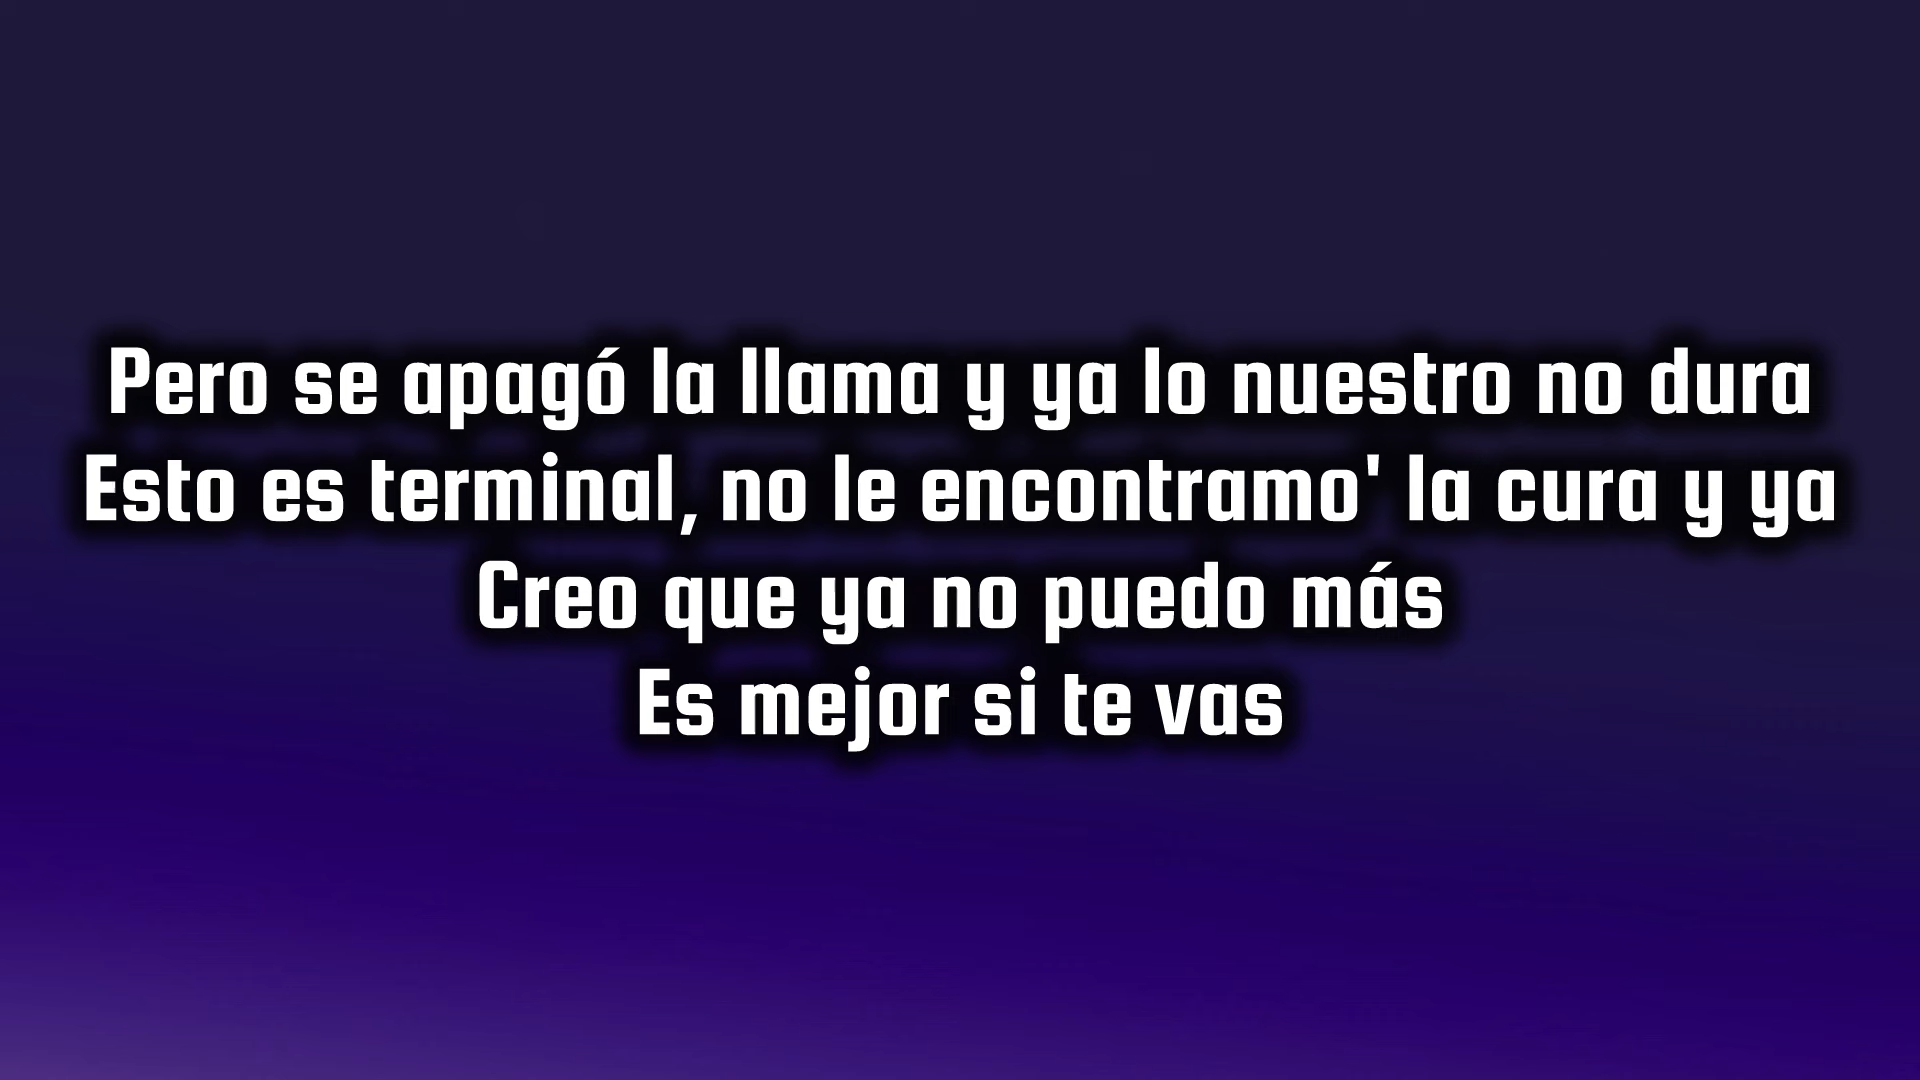 Pero se apagó la llama y ya lo nuestro no dura
Esto es terminal, no le encontramo' la cura y ya
Creo que ya no puedo más
Es mejor si te vas